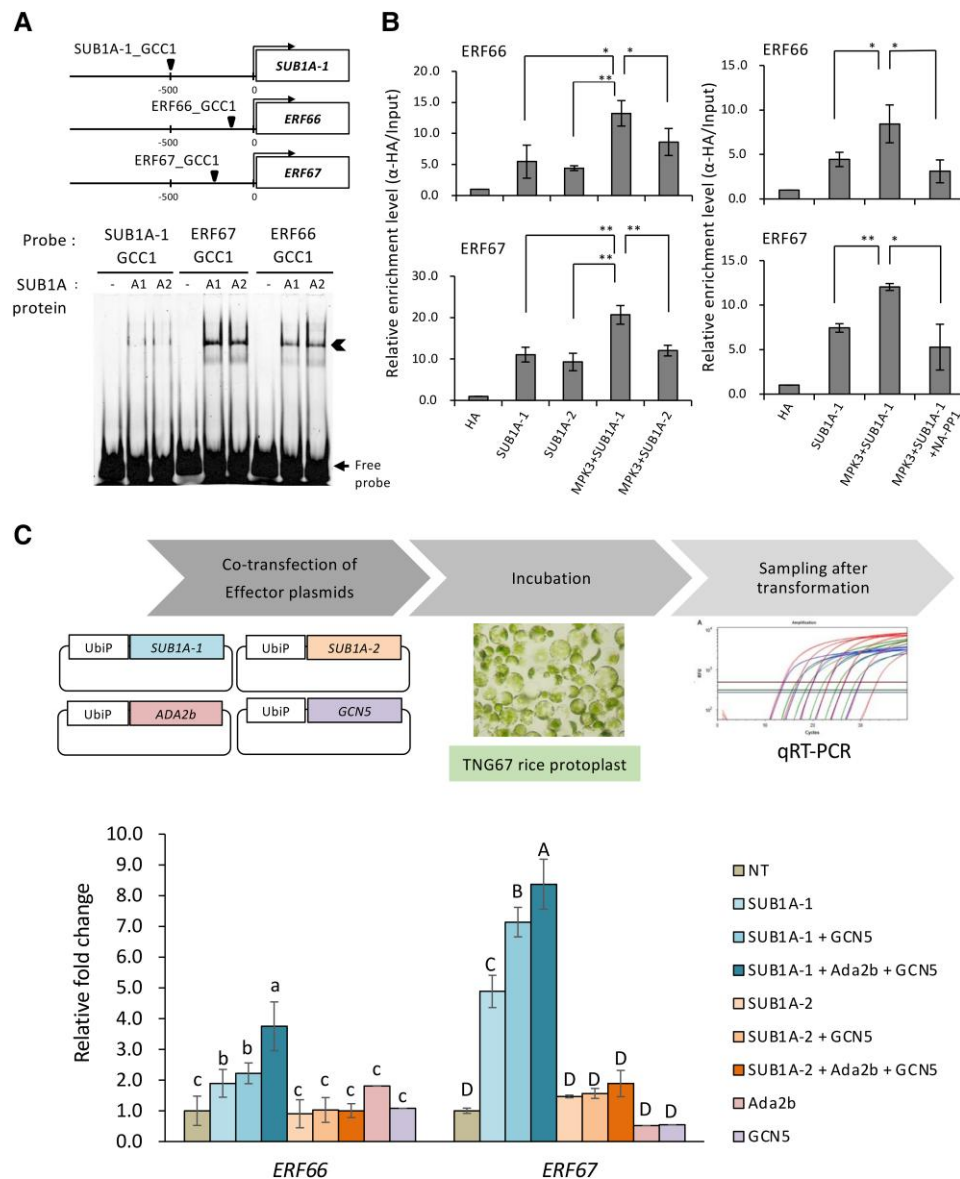 A
SUB1A-1_GCC1
SUB1A-1
-500
0
ERF66_GCC1
ERF66
-500
0
ERF67_GCC1
ERF67
-500
0
Probe : SUB1A-1 GCC1 ERF67 GCC1 ERF66 GCC1
SUB1A protein : - A1 A2 - A1 A2 - A1 A2
Free probe
B
Relative enrichment level (α-HA/Input)
ERF66
20.0
15.0
10.0
5.0
0.0
* ** *
ERF67
30.0
20.0
10.0
0.0
** ** **
HA
SUB1A-1
SUB1A-2
MPK3+SUB1A-1
MPK3+SUB1A-2
Relative enrichment level (α-HA/Input)
ERF66
15.0
10.0
5.0
0.0
* *
ERF67
15.0
10.0
5.0
0.0
** *
HA
SUB1A-1
MPK3+SUB1A-1
MPK3+SUB1A-1
+NA-PP1
C
Co-transfection of
Effector plasmids
Incubation
Sampling after
transformation
UbiP SUB1A-1
UbiP SUB1A-2
UbiP ADA2b
UbiP GCN5
TNG67 rice protoplast
A
Amplification
Cycles
qRT-PCR
Relative fold change
10.0
9.0
8.0
7.0
6.0
5.0
4.0
3.0
2.0
1.0
0.0
c b b a c c c c c
D C B A D D D D D
ERF66
ERF67
NT
SUB1A-1
SUB1A-1 + GCN5
SUB1A-1 + Ada2b + GCN5
SUB1A-2
SUB1A-2 + GCN5
SUB1A-2 + Ada2b + GCN5
Ada2b
GCN5